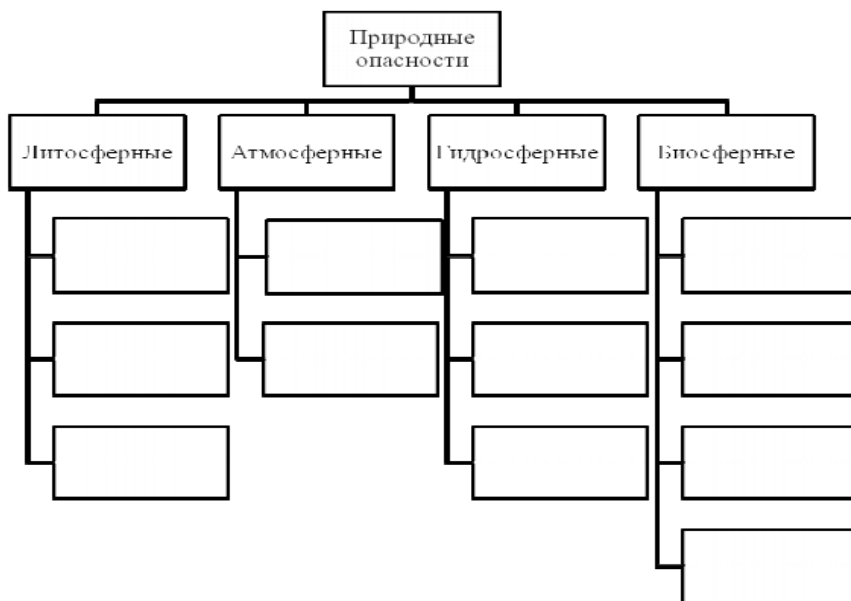 Природные
опасности
Литосферные
Атмосферные
Гидросферные
Биосферные